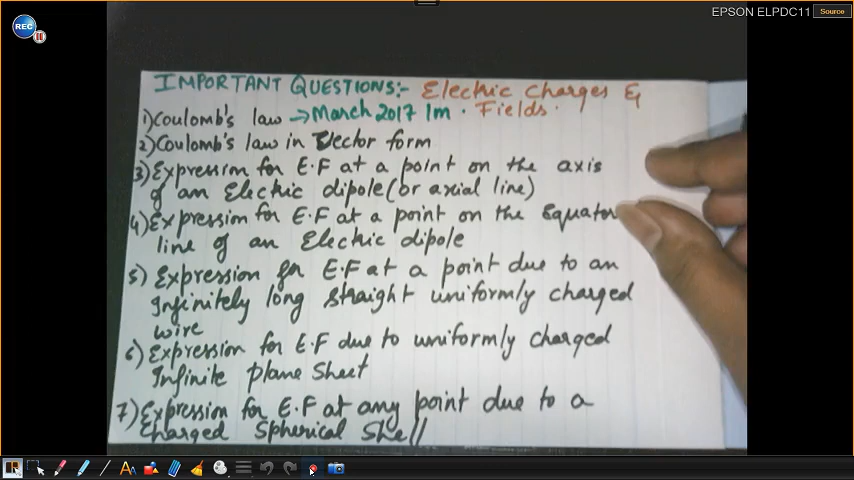 EPSON ELPDC11 Source
REC
IMPORTANT QUESTIONS:- Electric Charges &
Fields.
1) Coulomb's law → March 2017 1m.
2) Coulomb's law in Vector form
3) Expression for E.F at a point on the axis
of an Electric dipole (or axial line)
4) Expression for E.F at a point on the Equator
line of an Electric dipole
5) Expression for E.F at a point due to an
Infinitely long straight uniformly charged
wire
6) Expression for E.F due to uniformly charged
Infinite plane Sheet
7) Expression for E.F at any point due to a
Charged Spherical Shell